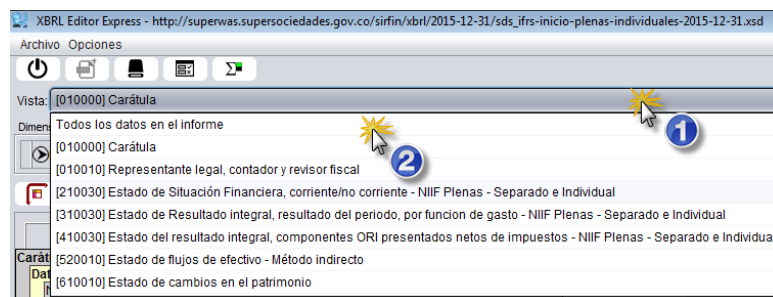 XBRL Editor Express - http://superwas.supersociedades.gov.co/sirfin/xbrl/2015-12-31/sds_ifrs-inicio-plenas-individuales-2015-12-31.xsd
Archivo Opciones
Vista: [010000] Carátula
1
Todos los datos en el informe
[010000] Carátula
2
[010010] Representante legal, contador y revisor fiscal
[210030] Estado de Situación Financiera, corriente/no corriente - NIIF Plenas - Separado e Individual
[310030] Estado de Resultado integral, resultado del periodo, por funcion de gasto - NIIF Plenas - Separado e Individual
[410030] Estado del resultado integral, componentes ORI presentados netos de impuestos - NIIF Plenas - Separado e Individua
[520010] Estado de flujos de efectivo - Método indirecto
[610010] Estado de cambios en el patrimonio